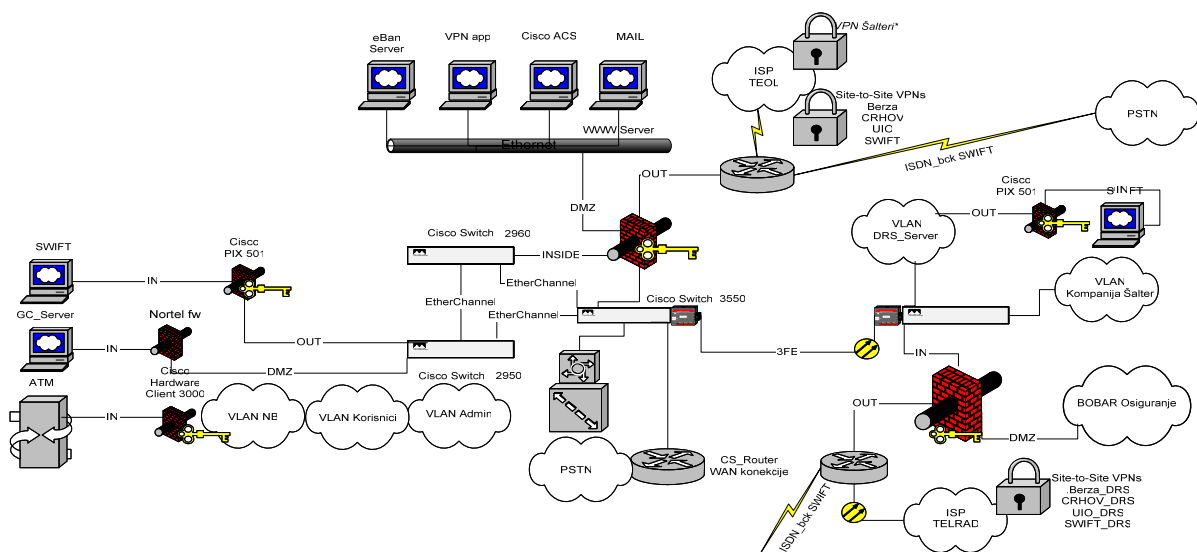 eBan
Server
VPN app
Cisco ACS
MAIL
WWW Server
Ethernet
VPN Šalteri*
ISP
TEOL
Site-to-Site VPNs
Berza
CRHOV
UIO
SWIFT
PSTN
ISDN_bck SWIFT
OUT
DMZ
Cisco
PIX 501
IN
OUT
VLAN
DRS_Server
Cisco Switch 2960
INSIDE
EtherChannel
EtherChannel
EtherChannel
Cisco Switch 3550
SWIFT
IN
Cisco
PIX 501
GC_Server
IN
Nortel fw
OUT
DMZ
Cisco Switch 2950
ATM
IN
Cisco
Hardware
Client 3000
VLAN NB
VLAN Korisnici
VLAN Admin
3FE
VLAN
Kompanija Šalter
IN
OUT
DMZ
BOBAR Osiguranje
PSTN
CS_Router
WAN konekcije
ISDN_bck SWIFT
ISP
TELRAD
Site-to-Site VPNs
Berza_DRS
CRHOV_DRS
UIO_DRS
SWIFT_DRS